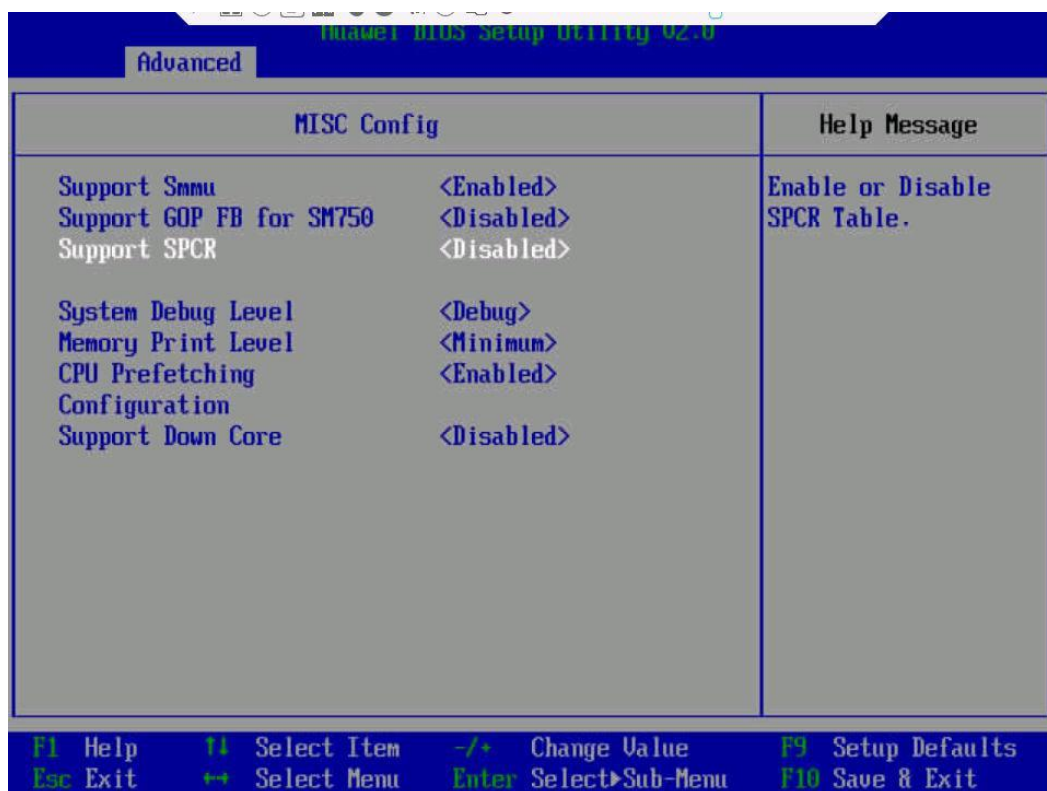 Huawei BIOS Setup Utility V2.0
Advanced
MISC Config
Help Message
Support Smmu <Enabled>
Support GOP FB for SM750 <Disabled>
Support SPCR <Disabled>
System Debug Level <Debug>
Memory Print Level <Minimum>
CPU Prefetching <Enabled>
Configuration
Support Down Core <Disabled>
Enable or Disable
SPCR Table.
F1 Help ↑↓ Select Item -/+ Change Value F9 Setup Defaults
Esc Exit ←→ Select Menu Enter Select▶Sub-Menu F10 Save & Exit